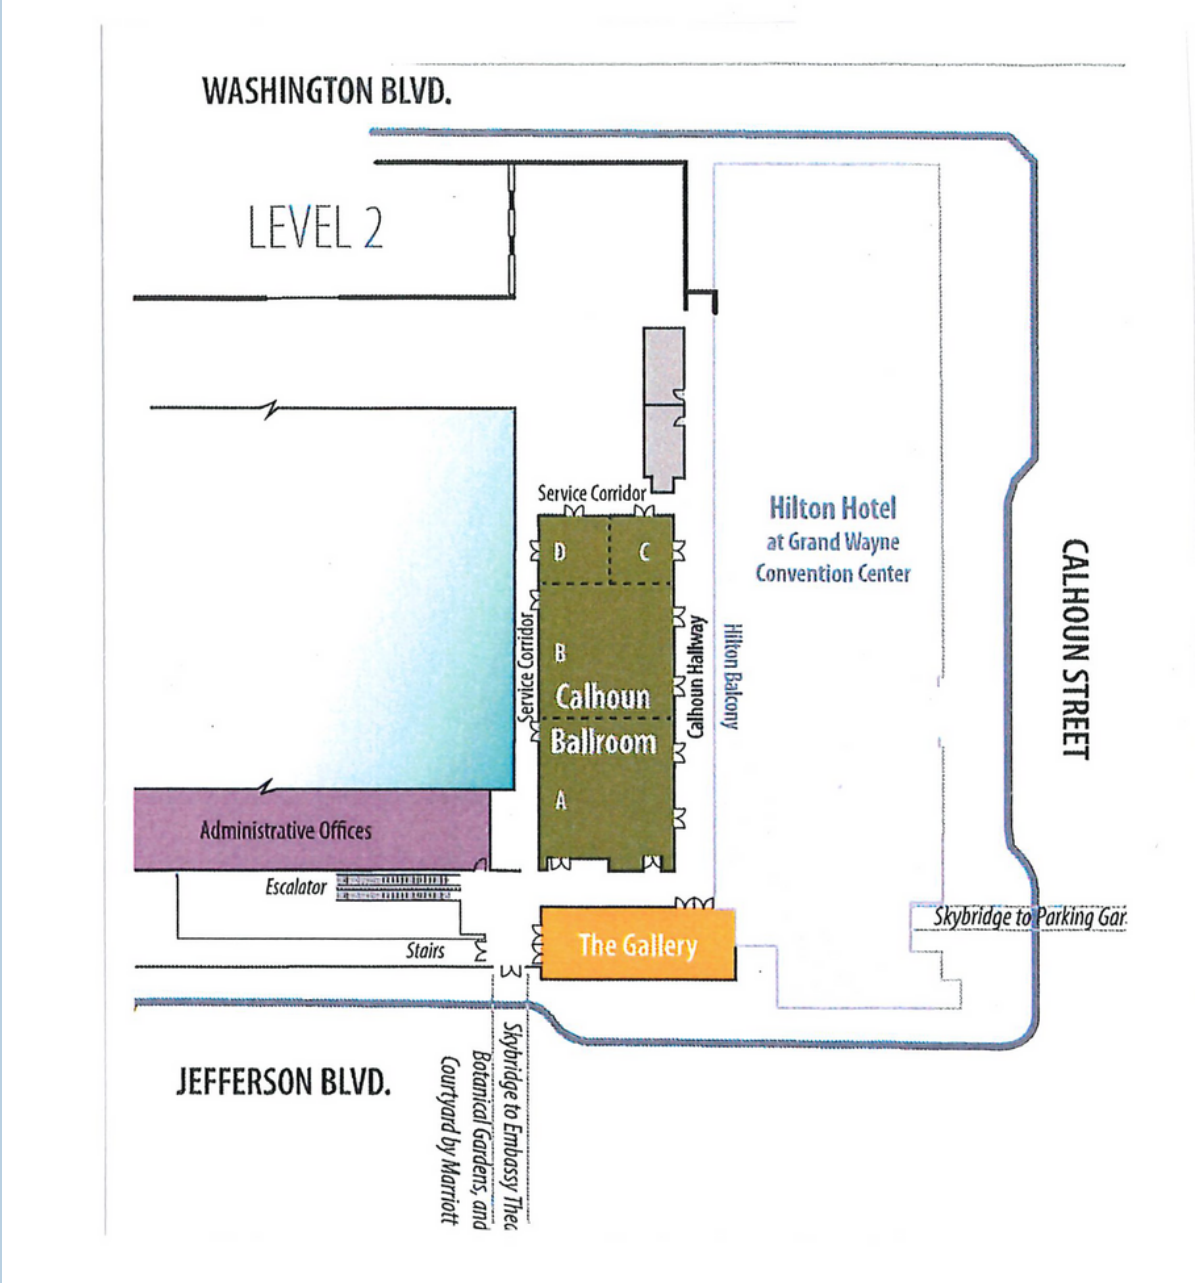 WASHINGTON BLVD.
LEVEL 2
Service Corridor
D
C
Hilton Hotel
at Grand Wayne
Convention Center
CALHOUN STREET
Service Corridor
B
Calhoun
Ballroom
A
Calhoun Hallway
Hilton Balcony
Administrative Offices
Escalator
Stairs
The Gallery
Skybridge to Parking Gar
JEFFERSON BLVD.
Skybridge to Embassy Thea
Botanical Gardens, and
Courtyard by Marriott